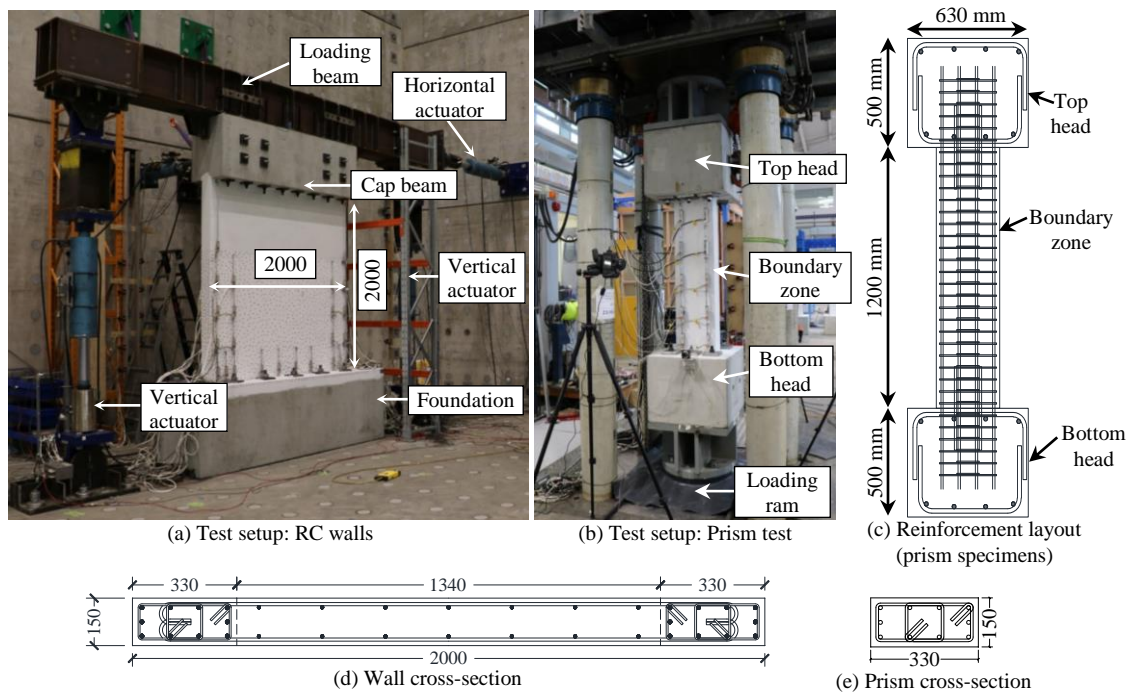 Loading
beam
Horizontal
actuator
Cap beam
2000
2000
Vertical
actuator
Vertical
actuator
Foundation
(a) Test setup: RC walls
Top head
Boundary
zone
Bottom
head
Loading
ram
(b) Test setup: Prism test
630 mm
500 mm
Top
head
1200 mm
Boundary
zone
500 mm
Bottom
head
(c) Reinforcement layout
(prism specimens)
330
1340
330
150
2000
(d) Wall cross-section
150
330
(e) Prism cross-section